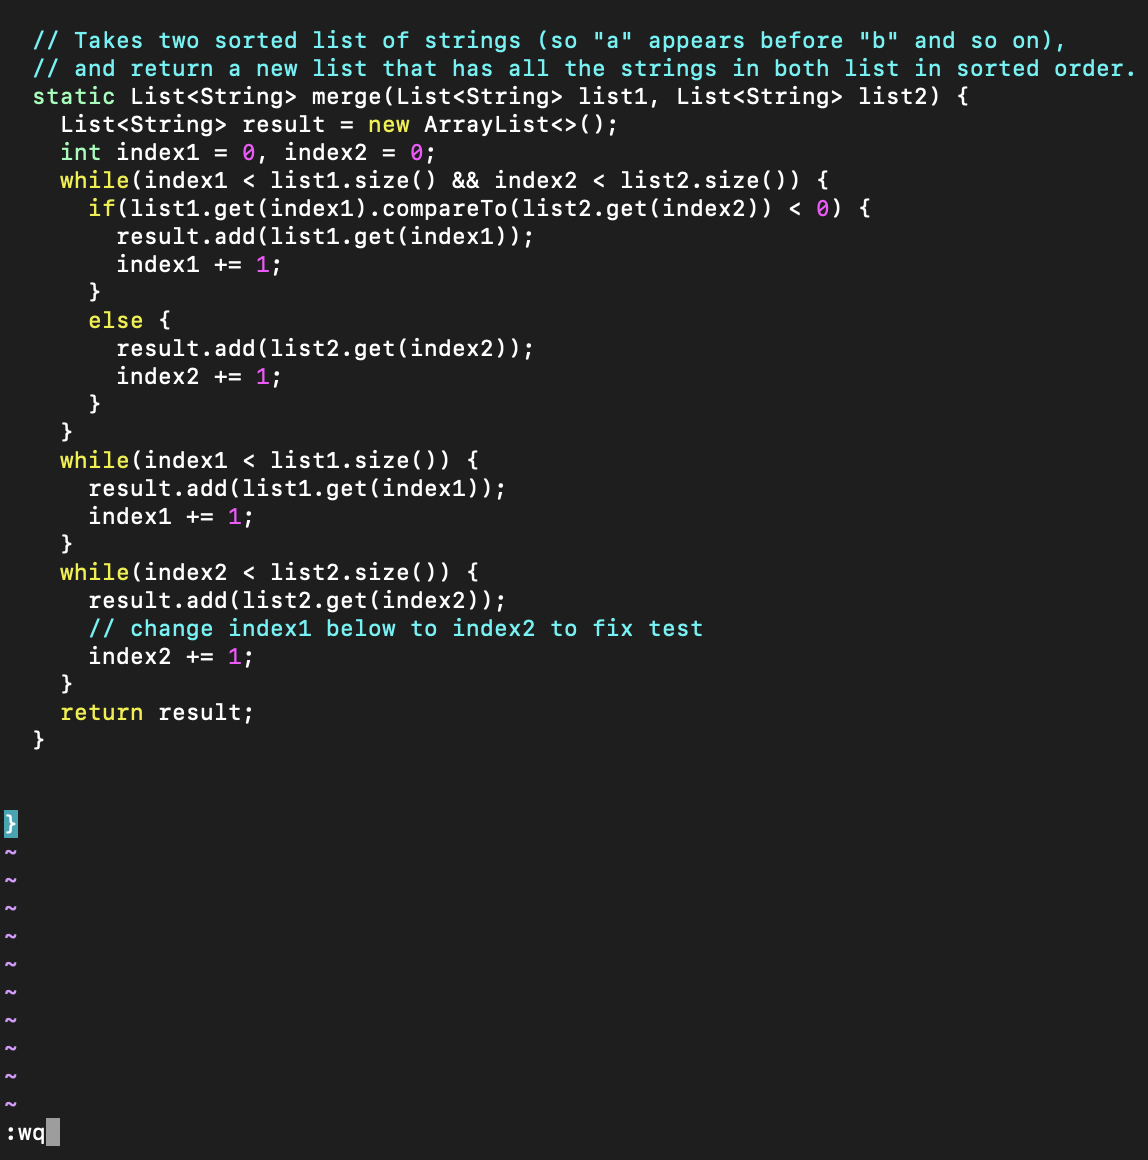 // Takes two sorted list of strings (so "a" appears before "b" and so on),
// and return a new list that has all the strings in both list in sorted order.
static List<String> merge(List<String> list1, List<String> list2) {
List<String> result = new ArrayList<>();
int index1 = 0, index2 = 0;
while(index1 < list1.size() && index2 < list2.size()) {
if(list1.get(index1).compareTo(list2.get(index2)) < 0) {
result.add(list1.get(index1));
index1 += 1;
}
else {
result.add(list2.get(index2));
index2 += 1;
}
}
while(index1 < list1.size()) {
result.add(list1.get(index1));
index1 += 1;
}
while(index2 < list2.size()) {
result.add(list2.get(index2));
// change index1 below to index2 to fix test
index2 += 1;
}
return result;
}
}
~
~
~
~
~
~
~
~
~
~
:wq